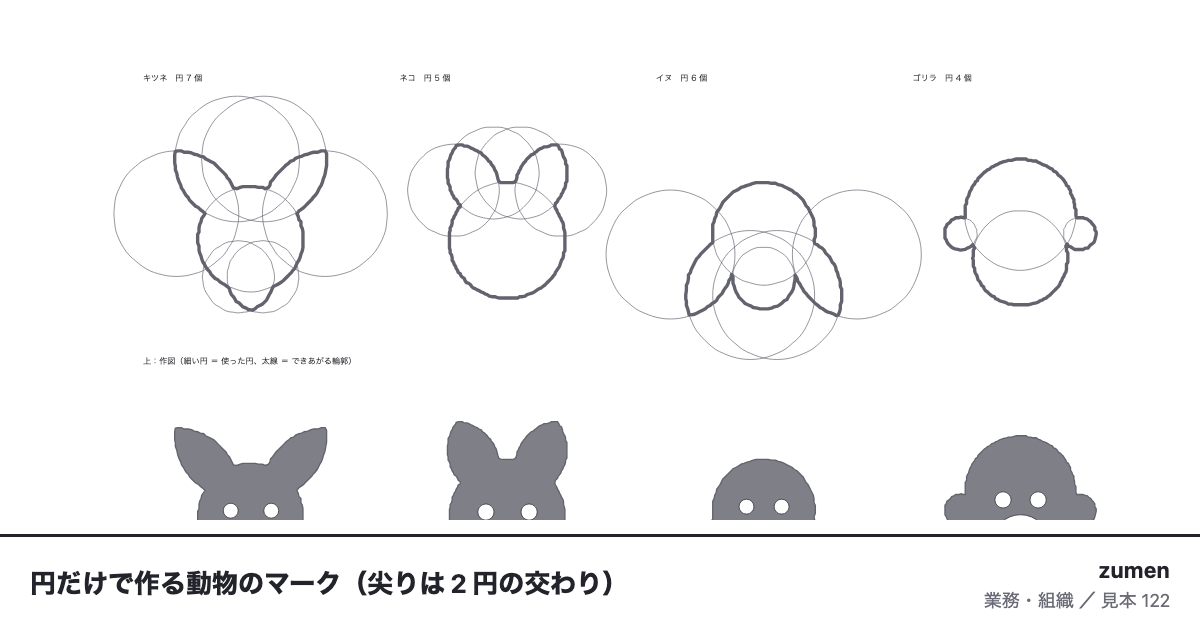 キツネ 円７個
ネコ 円５個
イヌ 円６個
ゴリラ 円４個
上：作図（細い円 ＝ 使った円、太線 ＝ できあがる輪郭）
円だけで作る動物のマーク（尖りは 2 円の交わり）
zumen
業務・組織 ／ 見本 122